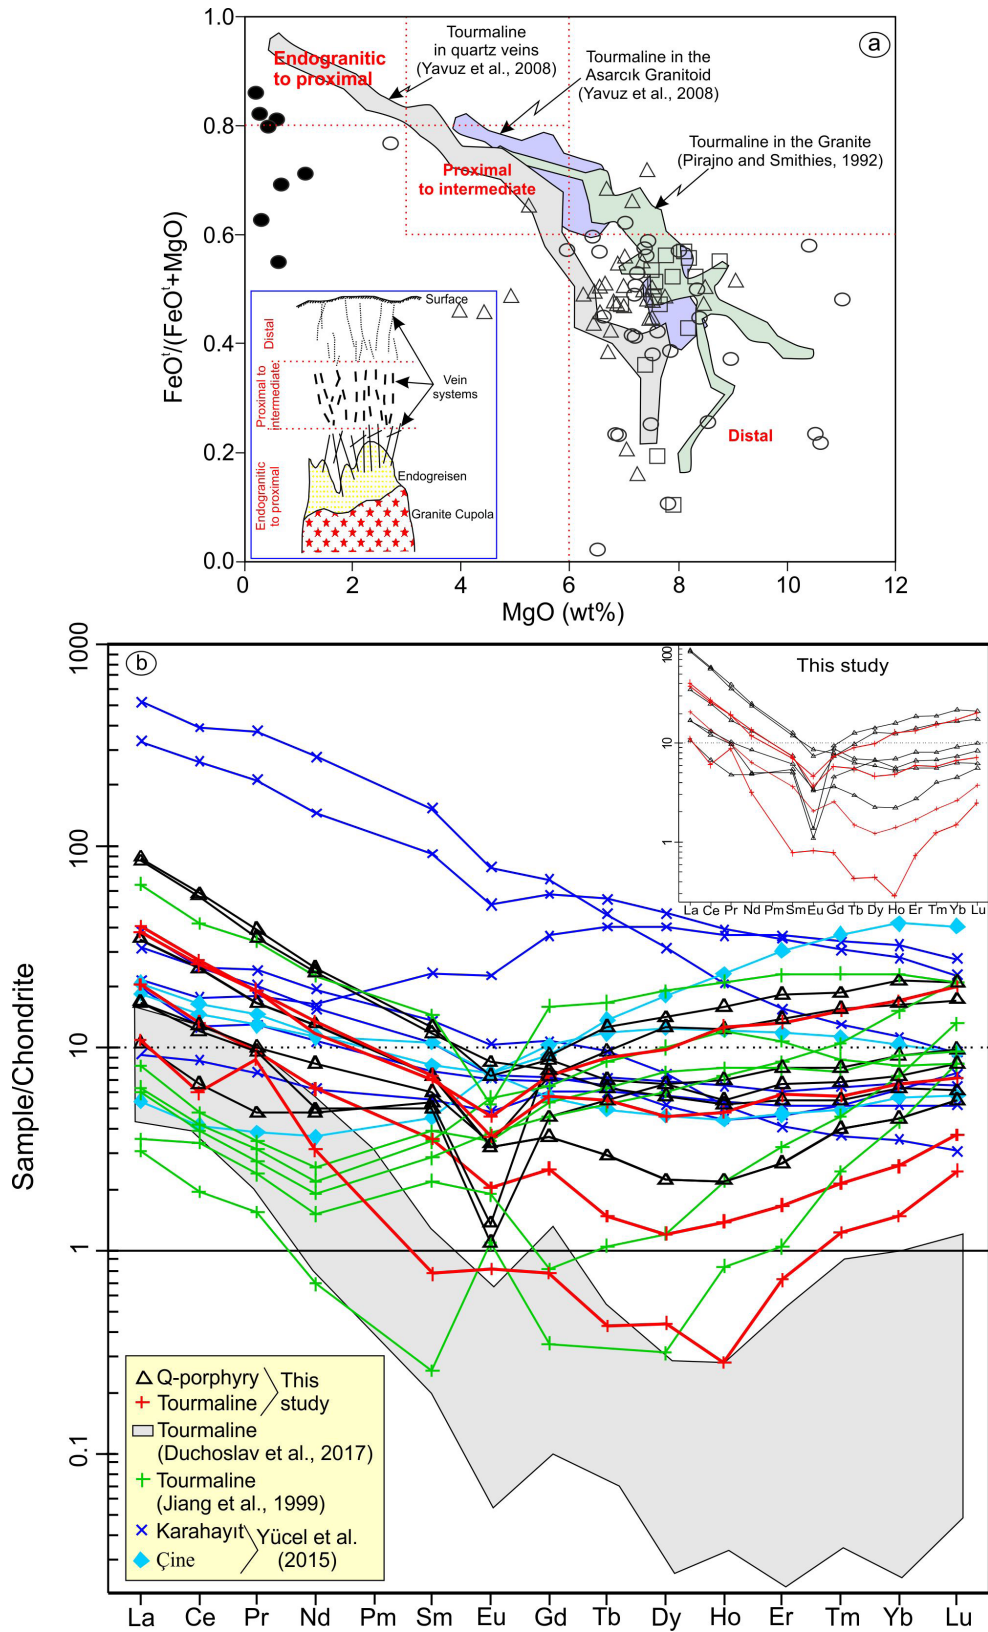 1.0
0.8
0.6
0.4
0.2
0.0
FeOᵗ/(FeOᵗ+MgO)
a
Endogranitic
to proximal
Tourmaline
in quartz veins
(Yavuz et al., 2008)
Tourmaline in the
Asarcık Granitoid
(Yavuz et al., 2008)
Tourmaline in the Granite
(Pirajno and Smithies, 1992)
Proximal
to intermediate
Distal
Surface
Distal
Proximal to
intermediate
Endogranitic
to proximal
Vein
systems
Endogreisen
Granite Cupola
0
2
4
6
8
10
12
MgO (wt%)
1000
100
10
1
0.1
Sample/Chondrite
b
This study
100
10
1
La Ce Pr Nd Pm Sm Eu Gd Tb Dy Ho Er Tm Yb Lu
Q-porphyry
Tourmaline
This
study
Tourmaline
(Duchoslav et al., 2017)
Tourmaline
(Jiang et al., 1999)
Karahayıt
Çine
Yücel et al.
(2015)
La Ce Pr Nd Pm Sm Eu Gd Tb Dy Ho Er Tm Yb Lu